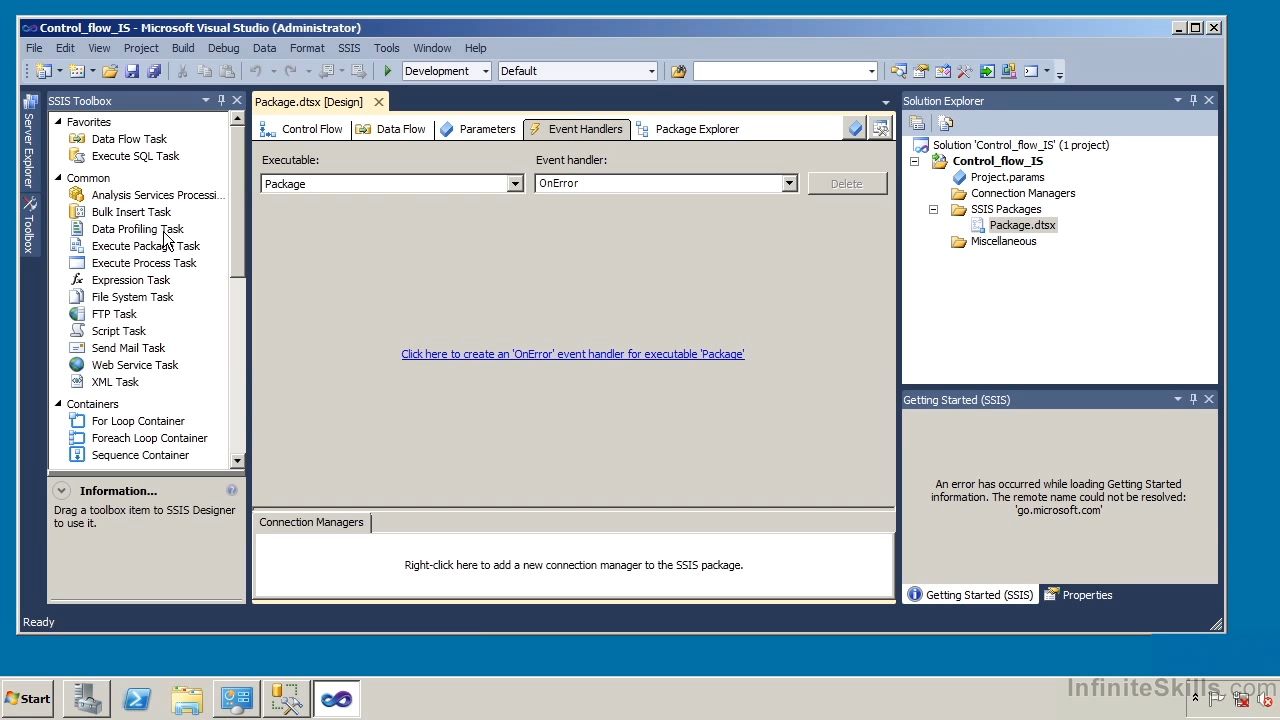 Control_flow_IS - Microsoft Visual Studio (Administrator)
File Edit View Project Build Debug Data Format SSIS Tools Window Help
Development Default
Server Explorer
Toolbox
SSIS Toolbox
Favorites
Data Flow Task
Execute SQL Task
Common
Analysis Services Processi...
Bulk Insert Task
Data Profiling Task
Execute Package Task
Execute Process Task
Expression Task
File System Task
FTP Task
Script Task
Send Mail Task
Web Service Task
XML Task
Containers
For Loop Container
Foreach Loop Container
Sequence Container
Information...
Drag a toolbox item to SSIS Designer
to use it.
Package.dtsx [Design]
Control Flow Data Flow Parameters Event Handlers Package Explorer
Executable: Event handler:
Package OnError Delete
Click here to create an 'OnError' event handler for executable 'Package'
Connection Managers
Right-click here to add a new connection manager to the SSIS package.
Solution Explorer
Solution 'Control_flow_IS' (1 project)
Control_flow_IS
Project.params
Connection Managers
SSIS Packages
Package.dtsx
Miscellaneous
Getting Started (SSIS)
An error has occurred while loading Getting Started
information. The remote name could not be resolved:
'go.microsoft.com'
Getting Started (SSIS) Properties
Ready
Start
InfiniteSkills.com